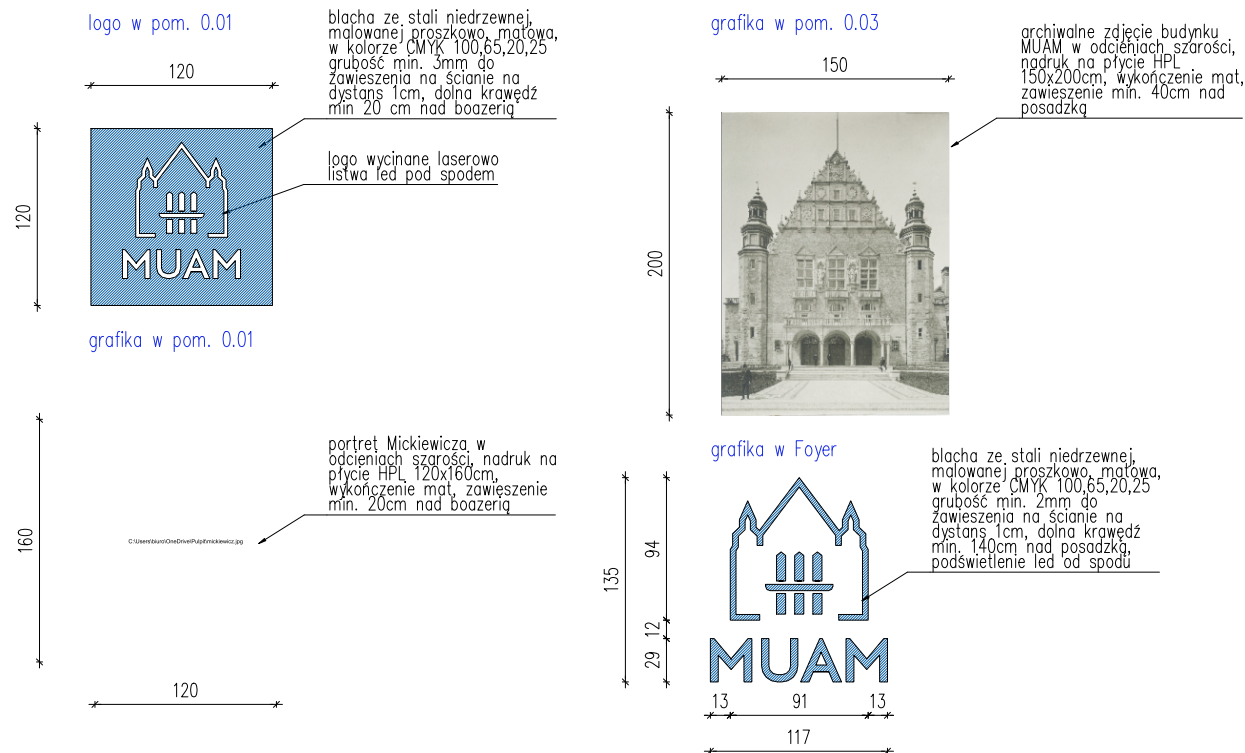 logo w pom. 0.01
120
blacha ze stali niedrzewnej,
malowanej proszkowo, matowa,
w kolorze CMYK 100,65,20,25
grubość min. 3mm do
zawieszenia na ścianie na
dystans 1cm, dolna krawędź
min 20 cm nad boazerią
logo wycinane laserowo
listwa led pod spodem
120
MUAM
grafika w pom. 0.01
160
C:\Users\biuro\OneDrive\Pulpit\mickiewicz.jpg
portret Mickiewicza w
odcieniach szarości, nadruk na
płycie HPL 120x160cm,
wykończenie mat, zawieszenie
min. 20cm nad boazerią
120
grafika w pom. 0.03
150
archiwalne zdjęcie budynku
MUAM w odcieniach szarości,
nadruk na płycie HPL
150x200cm, wykończenie mat,
zawieszenie min. 40cm nad
posadzką
200
grafika w Foyer
blacha ze stali niedrzewnej,
malowanej proszkowo, matowa,
w kolorze CMYK 100,65,20,25
grubość min. 2mm do
zawieszenia na ścianie na
dystans 1cm, dolna krawędź
min. 140cm nad posadzką,
podświetlenie led od spodu
135
94
12
29
MUAM
13 91 13
117